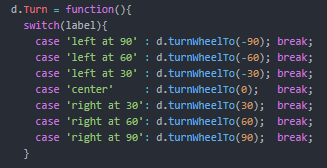 d.Turn = function(){
  switch(label){
    case 'left at 90' : d.turnWheelTo(-90); break;
    case 'left at 60' : d.turnWheelTo(-60); break;
    case 'left at 30' : d.turnWheelTo(-30); break;
    case 'center'     : d.turnWheelTo(0);   break;
    case 'right at 30': d.turnWheelTo(30);  break;
    case 'right at 60': d.turnWheelTo(60);  break;
    case 'right at 90': d.turnWheelTo(90);  break;
  }